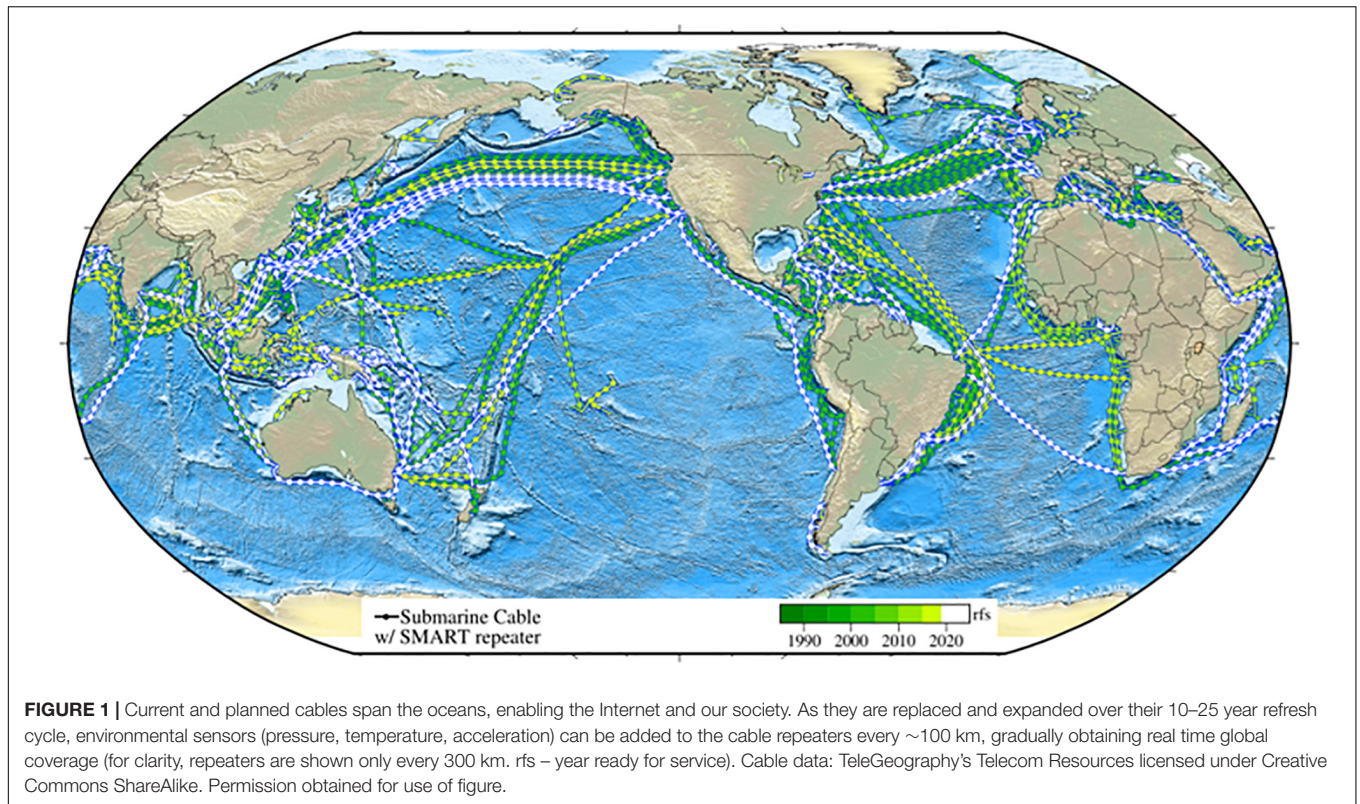 Submarine Cable
w/ SMART repeater
rfs
1990 2000 2010 2020
FIGURE 1 | Current and planned cables span the oceans, enabling the Internet and our society. As they are replaced and expanded over their 10–25 year refresh
cycle, environmental sensors (pressure, temperature, acceleration) can be added to the cable repeaters every ∼100 km, gradually obtaining real time global
coverage (for clarity, repeaters are shown only every 300 km. rfs – year ready for service). Cable data: TeleGeography's Telecom Resources licensed under Creative
Commons ShareAlike. Permission obtained for use of figure.